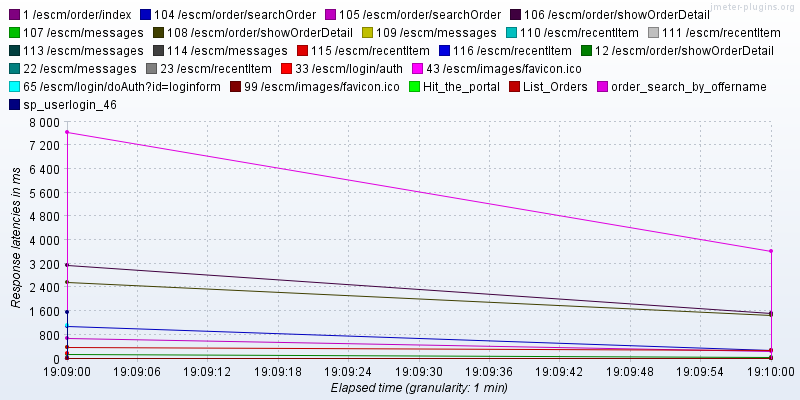 jmeter-plugins.org
1 /escm/order/index 104 /escm/order/searchOrder 105 /escm/order/searchOrder 106 /escm/order/showOrderDetail
107 /escm/messages 108 /escm/order/showOrderDetail 109 /escm/messages 110 /escm/recentItem 111 /escm/recentItem
113 /escm/messages 114 /escm/messages 115 /escm/recentItem 116 /escm/recentItem 12 /escm/order/showOrderDetail
22 /escm/messages 23 /escm/recentItem 33 /escm/login/auth 43 /escm/images/favicon.ico
65 /escm/login/doAuth?id=loginform 99 /escm/images/favicon.ico Hit_the_portal List_Orders order_search_by_offername
sp_userlogin_46
8 000
7 200
6 400
5 600
4 800
4 000
3 200
2 400
1 600
800
0
Response latencies in ms
19:09:00 19:09:06 19:09:12 19:09:18 19:09:24 19:09:30 19:09:36 19:09:42 19:09:48 19:09:54 19:10:00
Elapsed time (granularity: 1 min)